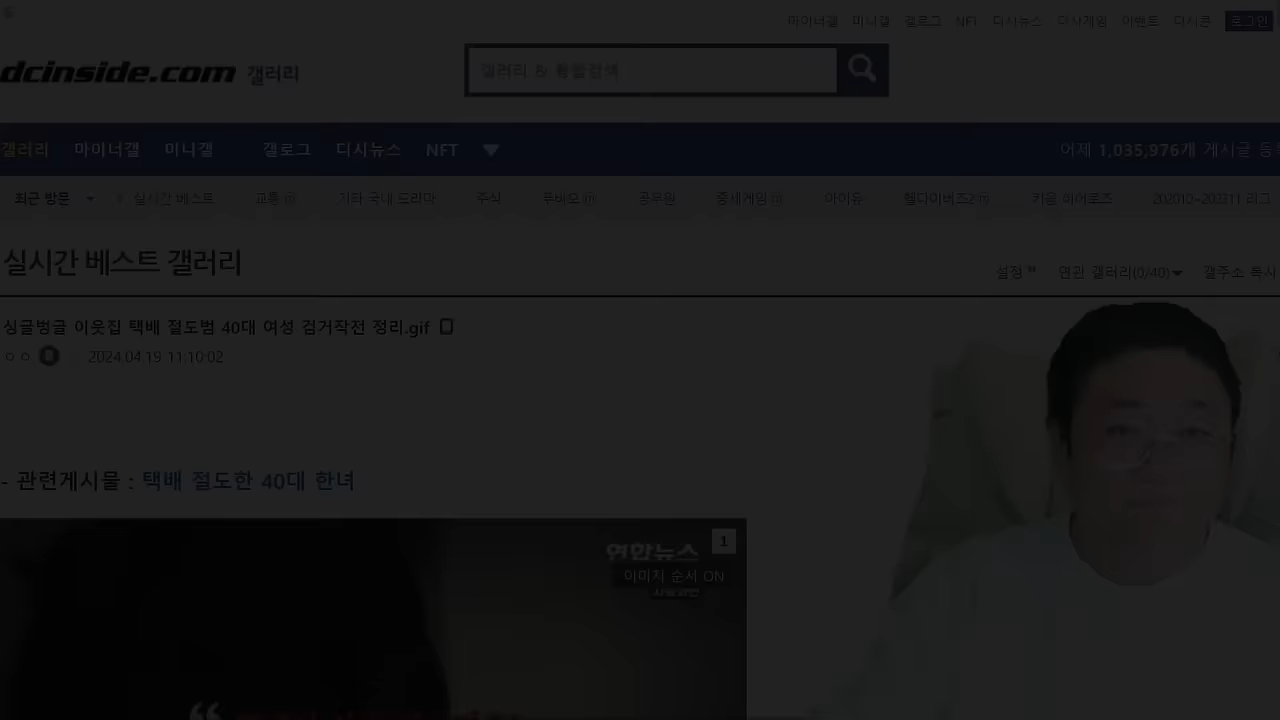 마이너갤 미니갤 갤로그 NFT 디시뉴스 디시게임 이벤트 디시콘 로그인
dcinside.com 갤러리
갤러리 & 통합검색
갤러리 마이너갤 미니갤 갤로그 디시뉴스 NFT 어제 1,035,976개 게시글 등
최근 방문 실시간 베스트 교통 ⓜ 기타 국내 드라마 주식 공무원 중세게임 ⓜ 아이유 헬다이버즈2 ⓜ 키움 히어로즈
실시간 베스트 갤러리
설정 연관 갤러리(0/40) 갤주소 복사
싱글벙글 이웃집 택배 절도범 40대 여성 검거작전 정리.gif
ㅇㅇ 2024.04.19 11:10:02
- 관련게시물 : 택배 절도한 40대 한녀
연합뉴스 1
이미지 순서 ON
“